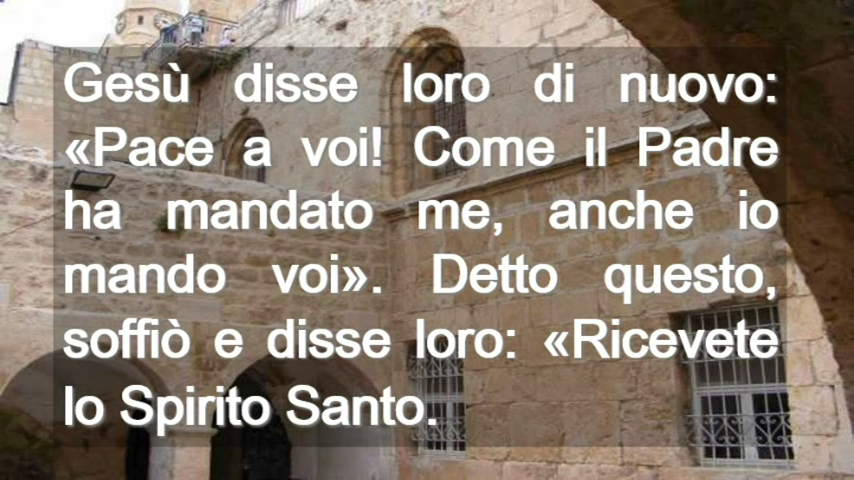 Gesù disse loro di nuovo:
«Pace a voi! Come il Padre
ha mandato me, anche io
mando voi». Detto questo,
soffiò e disse loro: «Ricevete
lo Spirito Santo.